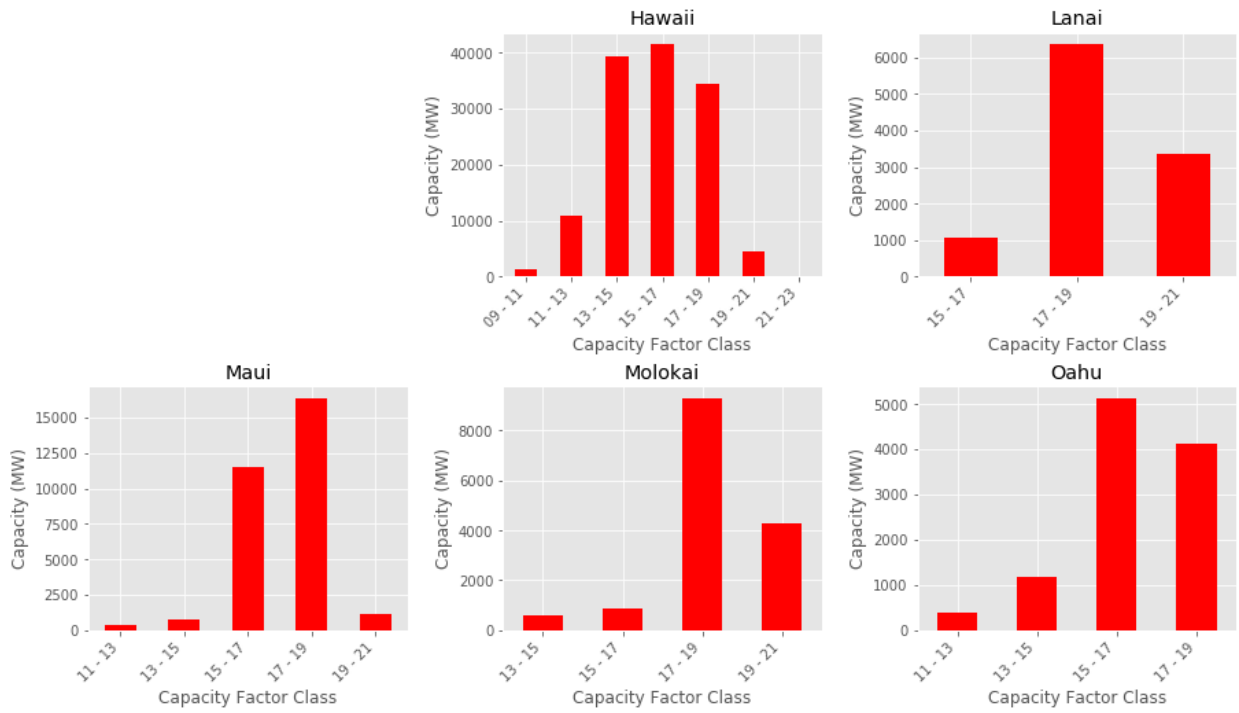 Hawaii
Capacity (MW)
40000
30000
20000
10000
0
09 - 11
11 - 13
13 - 15
15 - 17
17 - 19
19 - 21
21 - 23
Capacity Factor Class
Lanai
Capacity (MW)
6000
5000
4000
3000
2000
1000
0
15 - 17
17 - 19
19 - 21
Capacity Factor Class
Maui
Capacity (MW)
15000
12500
10000
7500
5000
2500
0
11 - 13
13 - 15
15 - 17
17 - 19
19 - 21
Capacity Factor Class
Molokai
Capacity (MW)
8000
6000
4000
2000
0
13 - 15
15 - 17
17 - 19
19 - 21
Capacity Factor Class
Oahu
Capacity (MW)
5000
4000
3000
2000
1000
0
11 - 13
13 - 15
15 - 17
17 - 19
Capacity Factor Class